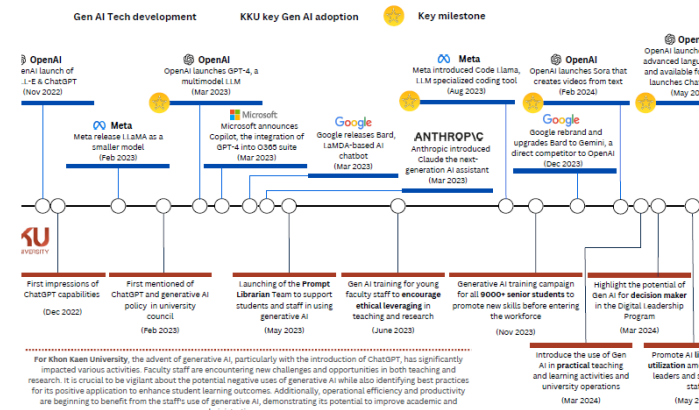 Gen AI Tech development
KKU key Gen AI adoption
Key milestone
OpenAI
enAI launch of
L-E & ChatGPT
(Nov 2022)
Meta
Meta release LLaMA as a
smaller model
(Feb 2023)
OpenAI
OpenAI launches GPT-4, a
multimodel LLM
(Mar 2023)
Microsoft
Microsoft announces
Copilot, the integration of
GPT-4 into O365 suite
(Mar 2023)
Google
Google releases Bard,
LaMDA-based AI
chatbot
(Mar 2023)
ANTHROP\C
Anthropic introduced
Claude the next-
generation AI assistant
(Mar 2023)
Meta
Meta introduced Code Llama,
LLM specialized coding tool
(Aug 2023)
OpenAI
OpenAI launches Sora that
creates videos from text
(Feb 2024)
Google
Google rebrand and
upgrades Bard to Gemini, a
direct competitor to OpenAI
(Dec 2023)
Open
OpenAI launche
advanced langu
and available f
launches Cha
(May 20
KU
VERSITY
First impressions of
ChatGPT capabilities
(Dec 2022)
First mentioned of
ChatGPT and generative AI
policy in university
council
(Feb 2023)
Launching of the Prompt
Librarian Team to support
students and staff in using
generative AI
(May 2023)
Gen AI training for young
faculty staff to encourage
ethical leveraging in
teaching and research
(June 2023)
Generative AI training campaign
for all 9000+ senior students to
promote new skills before entering
the workforce
(Nov 2023)
Highlight the potential of
Gen AI for decision maker
in the Digital Leadership
Program
(Mar 2024)
Introduce the use of Gen
AI in practical teaching
and learning activities and
university operations
(Mar 2024)
Promote AI li
utilization am
leaders and s
sta
(May 2
For Khon Kaen University, the advent of generative AI, particularly with the introduction of ChatGPT, has significantly
impacted various activities. Faculty staff are encountering new challenges and opportunities in both teaching and
research. It is crucial to be vigilant about the potential negative uses of generative AI while also identifying best practices
for its positive application to enhance student learning outcomes. Additionally, operational efficiency and productivity
are beginning to benefit from the staff's use of generative AI, demonstrating its potential to improve academic and